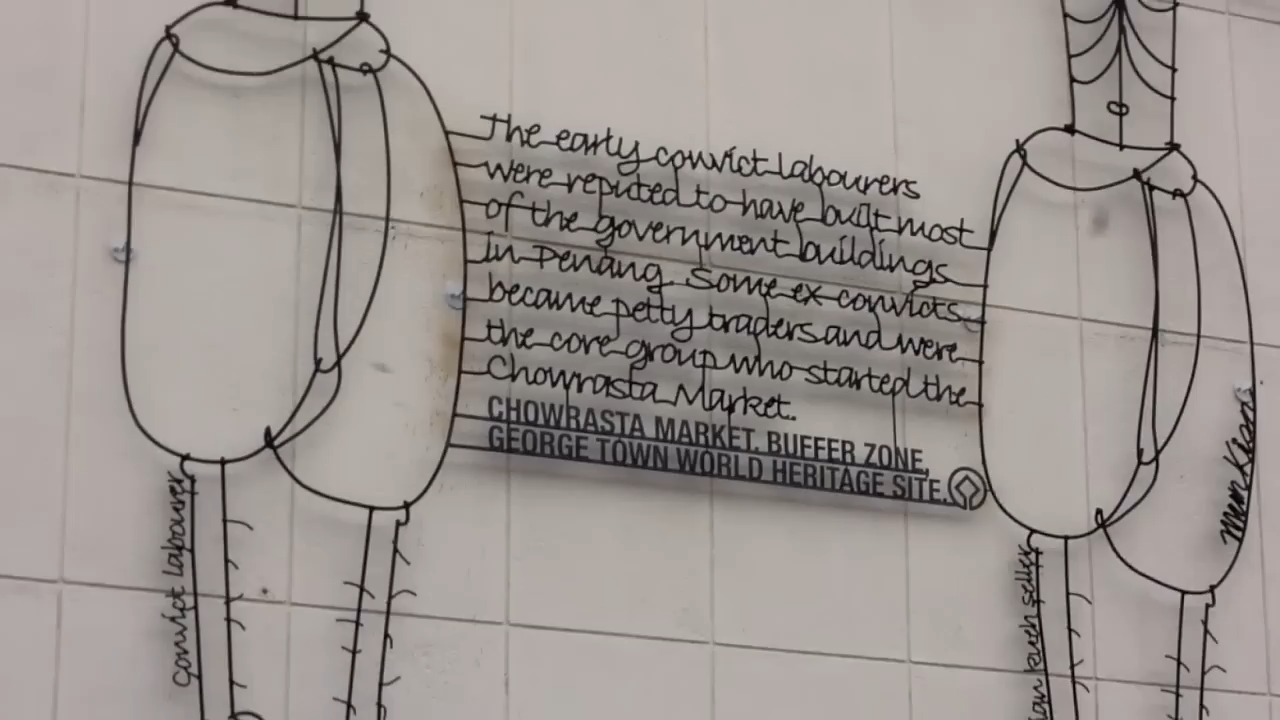 The early convict labourers
were reputed to have built most
of the government buildings
in Penang. Some ex convicts
became petty traders and were
the core group who started the
Chowrasta Market.
CHOWRASTA MARKET, BUFFER ZONE,
GEORGE TOWN WORLD HERITAGE SITE.
convict labourer
kueh seller